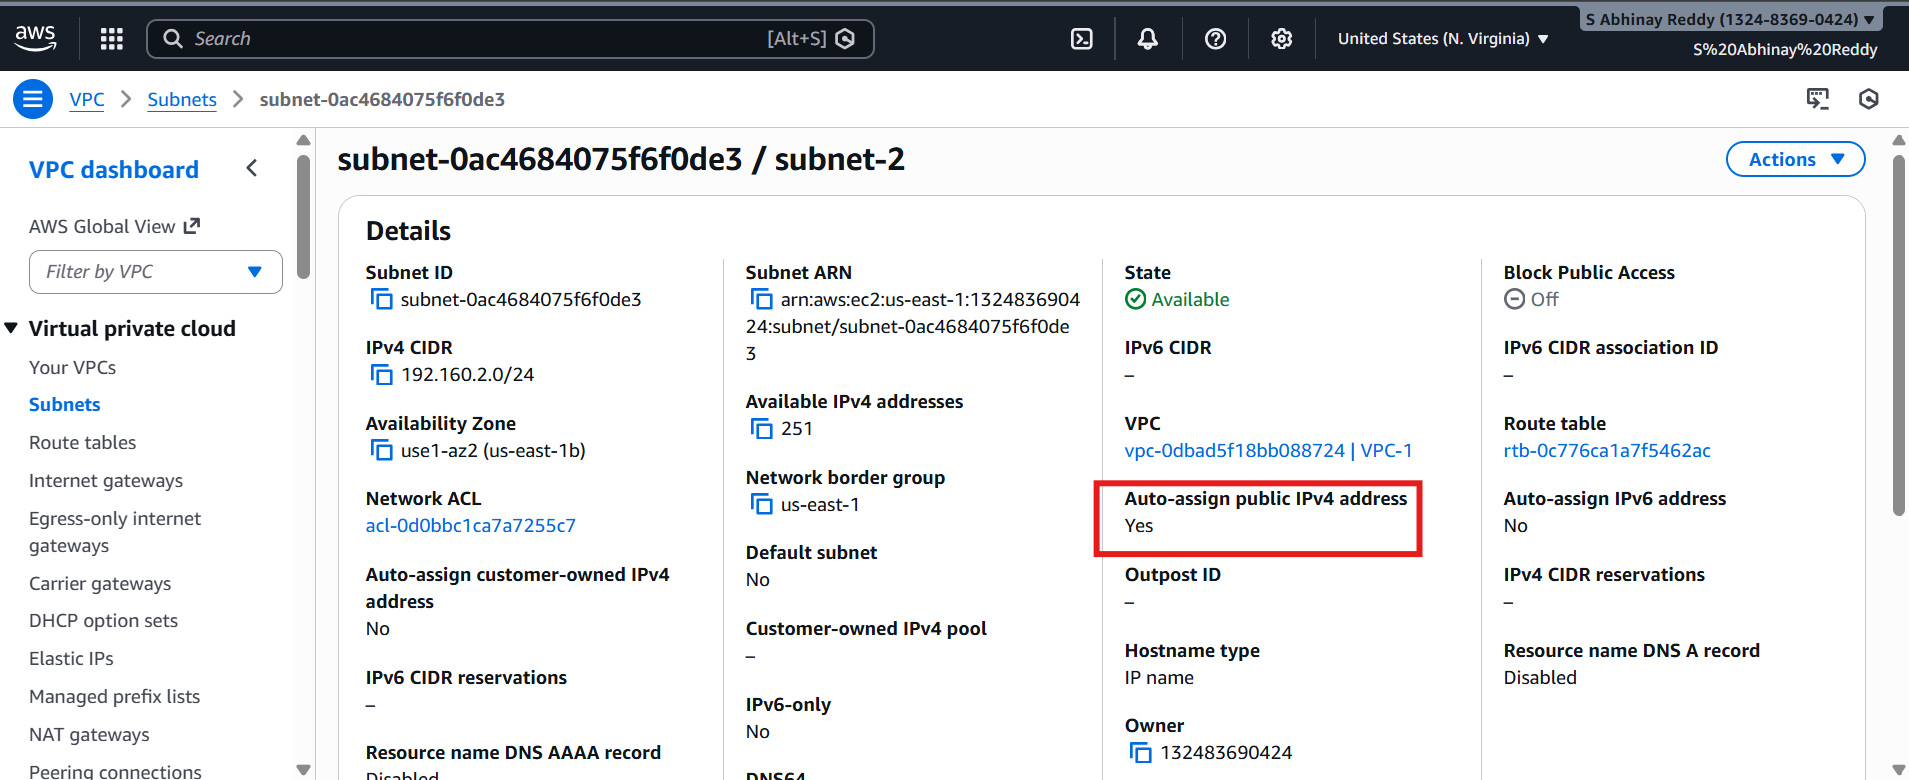 aws
Search
[Alt+S]
United States (N. Virginia)
S Abhinay Reddy (1324-8369-0424)
S%20Abhinay%20Reddy
VPC
Subnets
subnet-0ac4684075f6f0de3
VPC dashboard
AWS Global View
Filter by VPC
Virtual private cloud
Your VPCs
Subnets
Route tables
Internet gateways
Egress-only internet
gateways
Carrier gateways
DHCP option sets
Elastic IPs
Managed prefix lists
NAT gateways
Peering connections
subnet-0ac4684075f6f0de3 / subnet-2
Actions
Details
Subnet ID
subnet-0ac4684075f6f0de3
IPv4 CIDR
192.160.2.0/24
Availability Zone
use1-az2 (us-east-1b)
Network ACL
acl-0d0bbc1ca7a7255c7
Auto-assign customer-owned IPv4
address
No
IPv6 CIDR reservations
–
Resource name DNS AAAA record
Disabled
Subnet ARN
arn:aws:ec2:us-east-1:1324836904
24:subnet/subnet-0ac4684075f6f0de
3
Available IPv4 addresses
251
Network border group
us-east-1
Default subnet
No
Customer-owned IPv4 pool
–
IPv6-only
No
DNS64
State
Available
IPv6 CIDR
–
VPC
vpc-0dbad5f18bb088724 | VPC-1
Auto-assign public IPv4 address
Yes
Outpost ID
–
Hostname type
IP name
Owner
132483690424
Block Public Access
Off
IPv6 CIDR association ID
–
Route table
rtb-0c776ca1a7f5462ac
Auto-assign IPv6 address
No
IPv4 CIDR reservations
–
Resource name DNS A record
Disabled